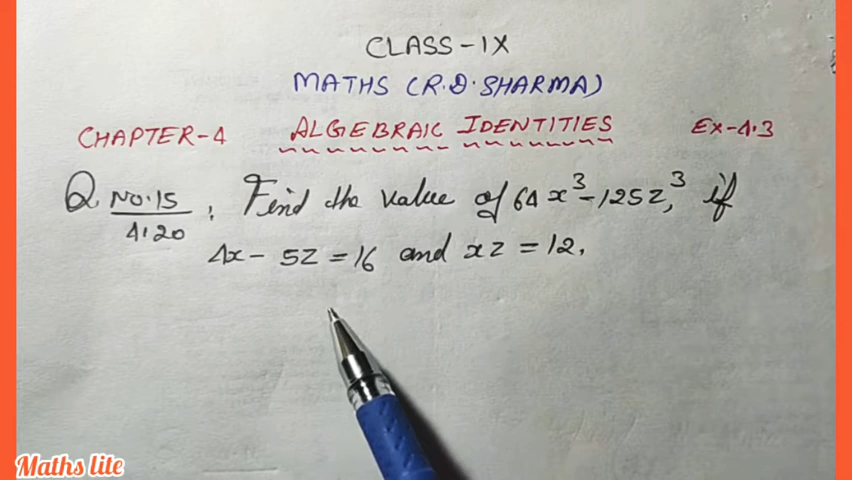 CLASS-IX
MATHS (R.D.SHARMA)
CHAPTER-4 ALGEBRAIC IDENTITIES Ex-4.3
Q.No.15/4.20 : Find the value of 64x³-125z³, if
4x-5z=16 and xz=12.
Maths lite